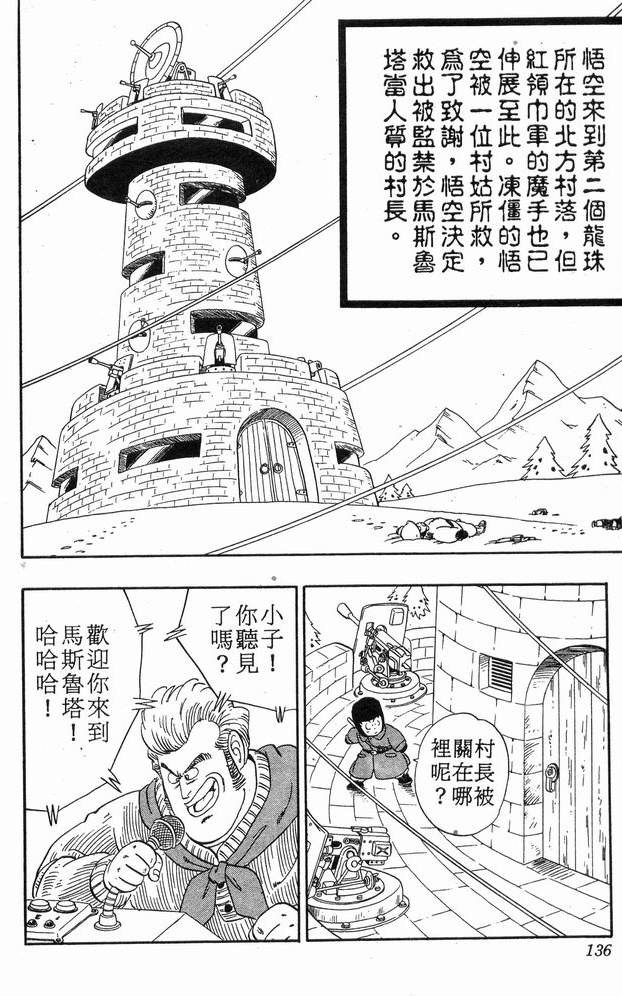 悟空來到第二個龍珠
所在的北方村落，但
紅領巾軍的魔手也已
伸展至此。凍僵的悟
空被一位村姑所救，
為了致謝，悟空決定
救出被監禁於馬斯魯
塔當人質的村長。
村長被
關在哪
裡呢？
小子！
你聽見
了嗎？
歡迎你來到
馬斯魯塔！
哈哈哈！
136